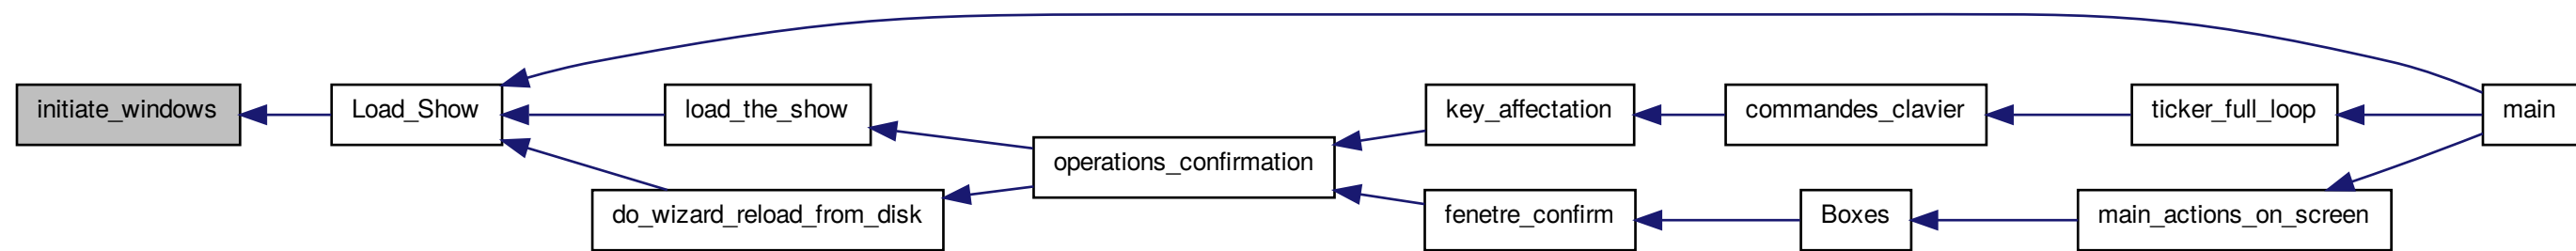 initiate_windows
Load_Show
load_the_show
do_wizard_reload_from_disk
operations_confirmation
key_affectation
fenetre_confirm
commandes_clavier
Boxes
ticker_full_loop
main_actions_on_screen
main